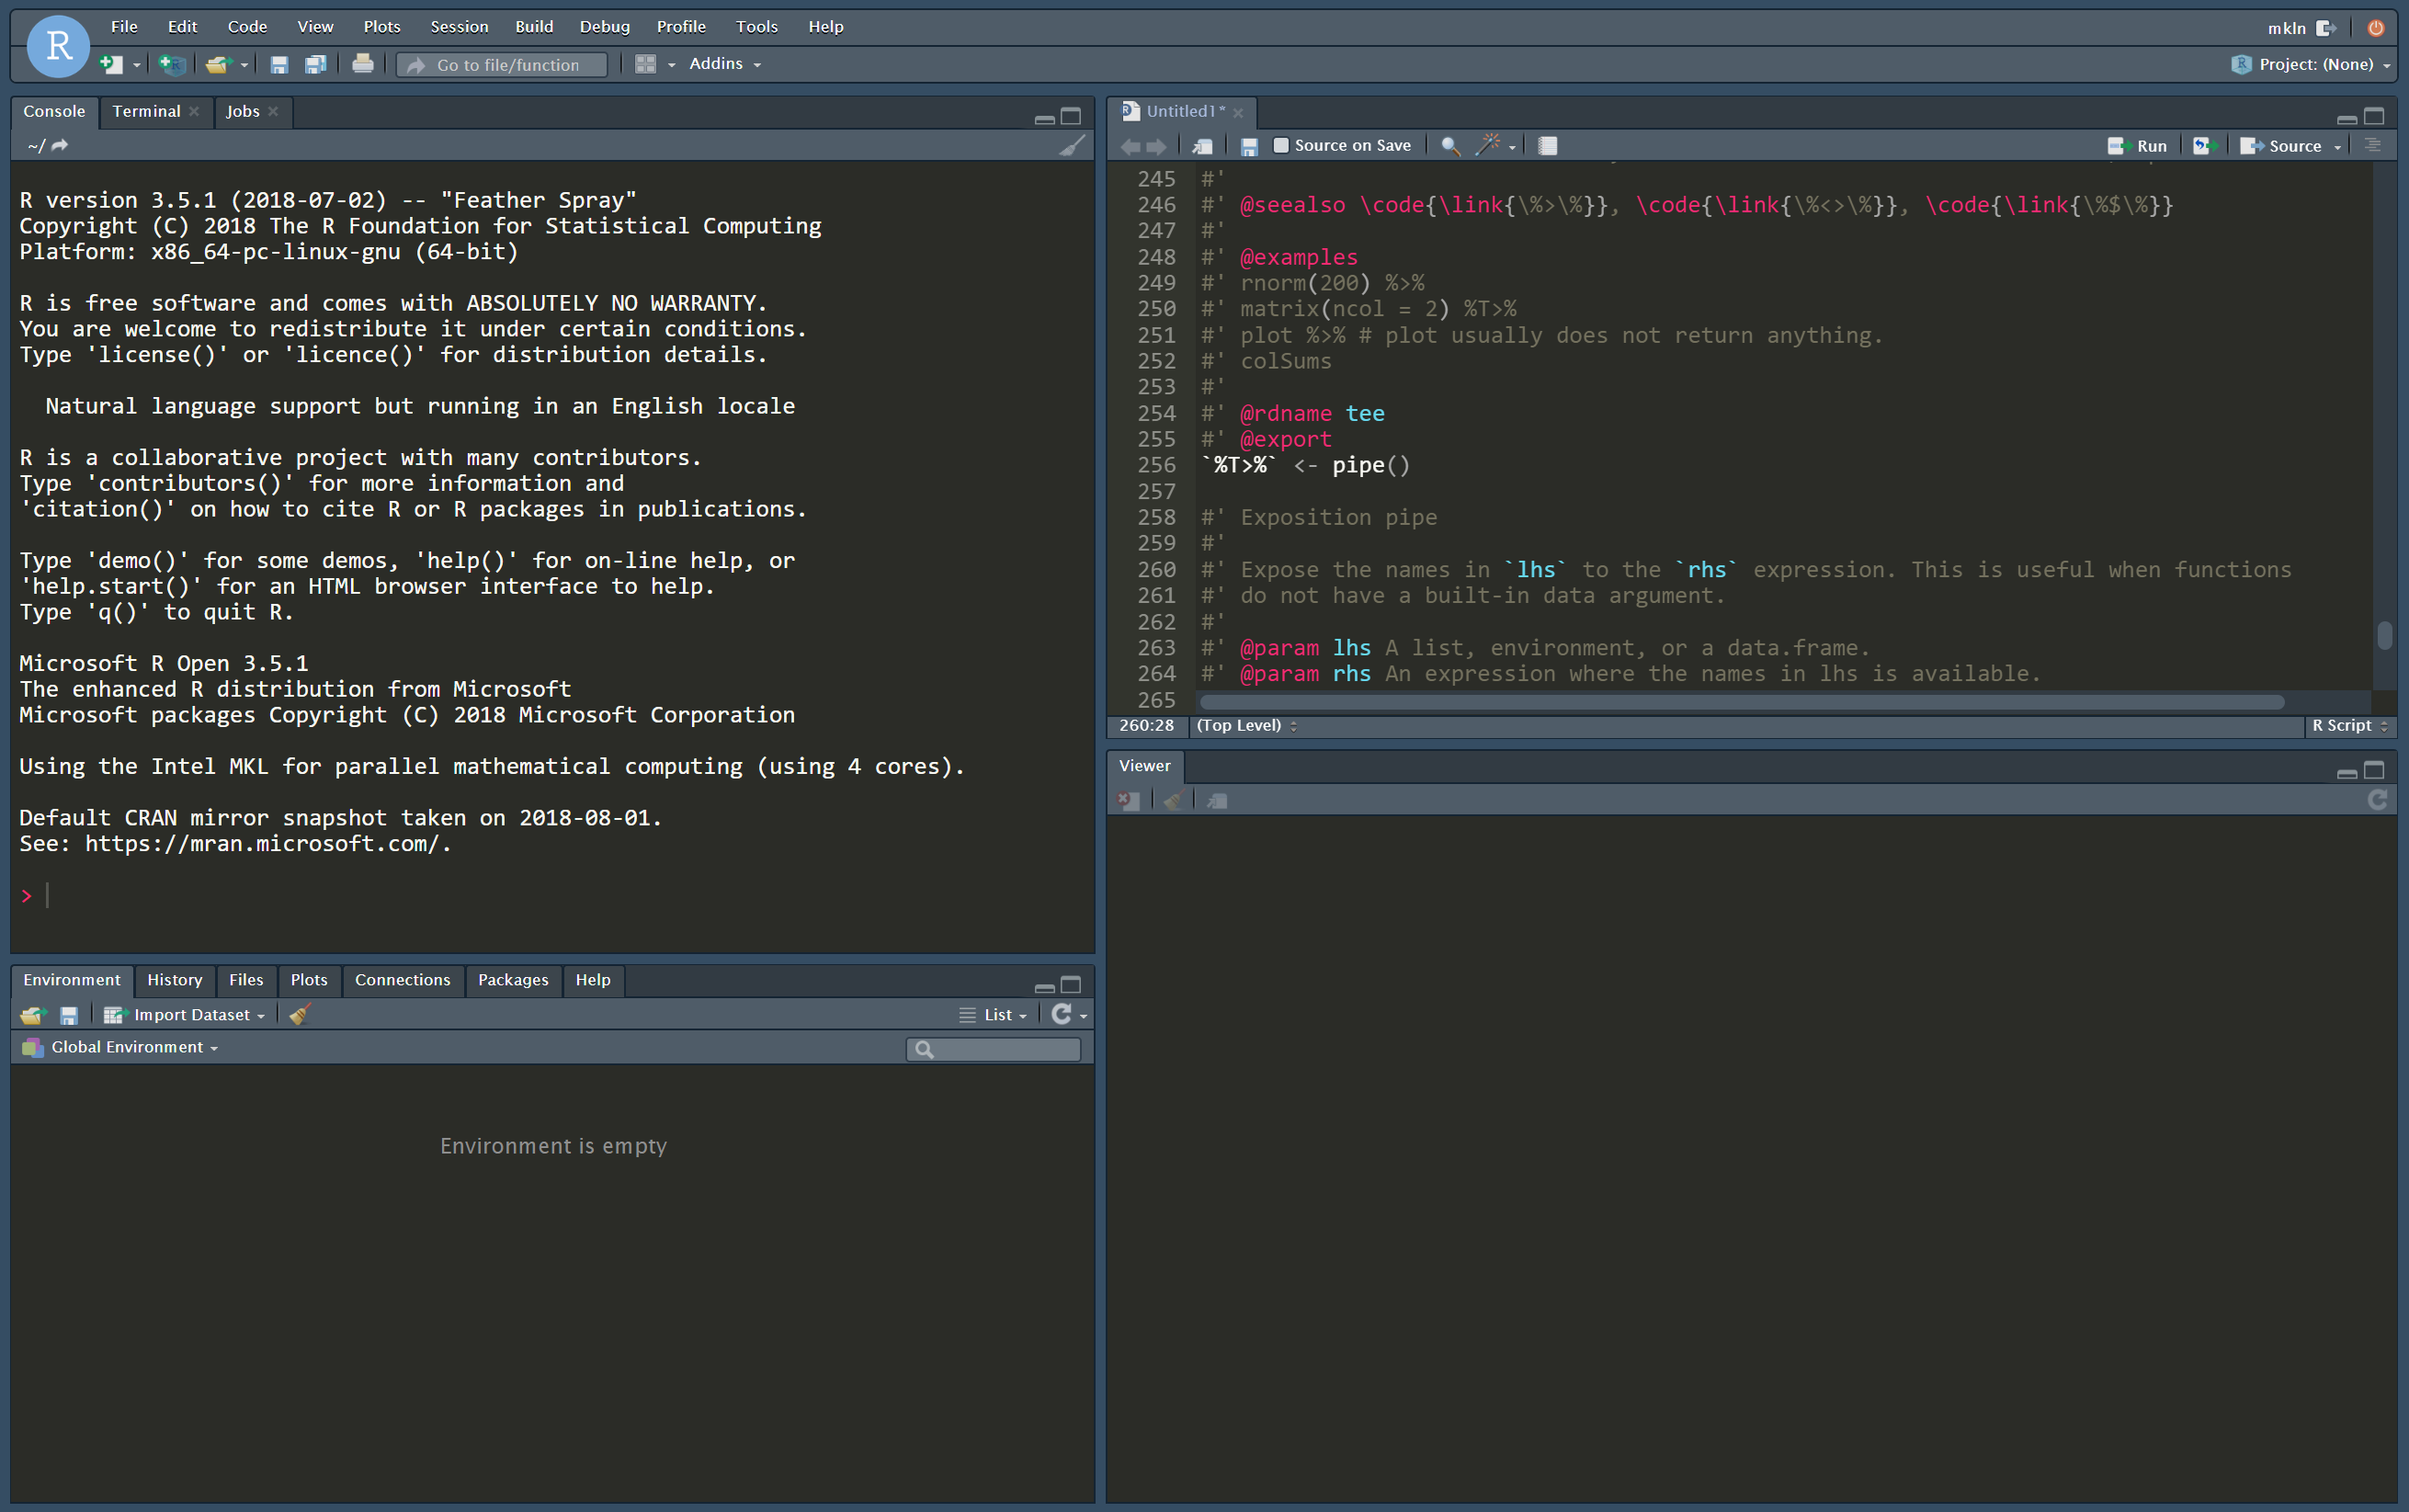 File Edit Code View Plots Session Build Debug Profile Tools Help
mkln
R
Go to file/function
Addins
Project: (None)
Console Terminal Jobs
~/
R version 3.5.1 (2018-07-02) -- "Feather Spray"
Copyright (C) 2018 The R Foundation for Statistical Computing
Platform: x86_64-pc-linux-gnu (64-bit)
R is free software and comes with ABSOLUTELY NO WARRANTY.
You are welcome to redistribute it under certain conditions.
Type 'license()' or 'licence()' for distribution details.
Natural language support but running in an English locale
R is a collaborative project with many contributors.
Type 'contributors()' for more information and
'citation()' on how to cite R or R packages in publications.
Type 'demo()' for some demos, 'help()' for on-line help, or
'help.start()' for an HTML browser interface to help.
Type 'q()' to quit R.
Microsoft R Open 3.5.1
The enhanced R distribution from Microsoft
Microsoft packages Copyright (C) 2018 Microsoft Corporation
Using the Intel MKL for parallel mathematical computing (using 4 cores).
Default CRAN mirror snapshot taken on 2018-08-01.
See: https://mran.microsoft.com/.
>
Environment History Files Plots Connections Packages Help
Import Dataset List
Global Environment
Environment is empty
Untitled1*
Source on Save Run Source
245 #'
246 #' @seealso \code{\link{\%>\%}}, \code{\link{\%<>\%}}, \code{\link{\%$\%}}
247 #'
248 #' @examples
249 #' rnorm(200) %>%
250 #' matrix(ncol = 2) %T>%
251 #' plot %>% # plot usually does not return anything.
252 #' colSums
253 #'
254 #' @rdname tee
255 #' @export
256 `%T>%` <- pipe()
257
258 #' Exposition pipe
259 #'
260 #' Expose the names in `lhs` to the `rhs` expression. This is useful when functions
261 #' do not have a built-in data argument.
262 #'
263 #' @param lhs A list, environment, or a data.frame.
264 #' @param rhs An expression where the names in lhs is available.
265
260:28 (Top Level) R Script
Viewer